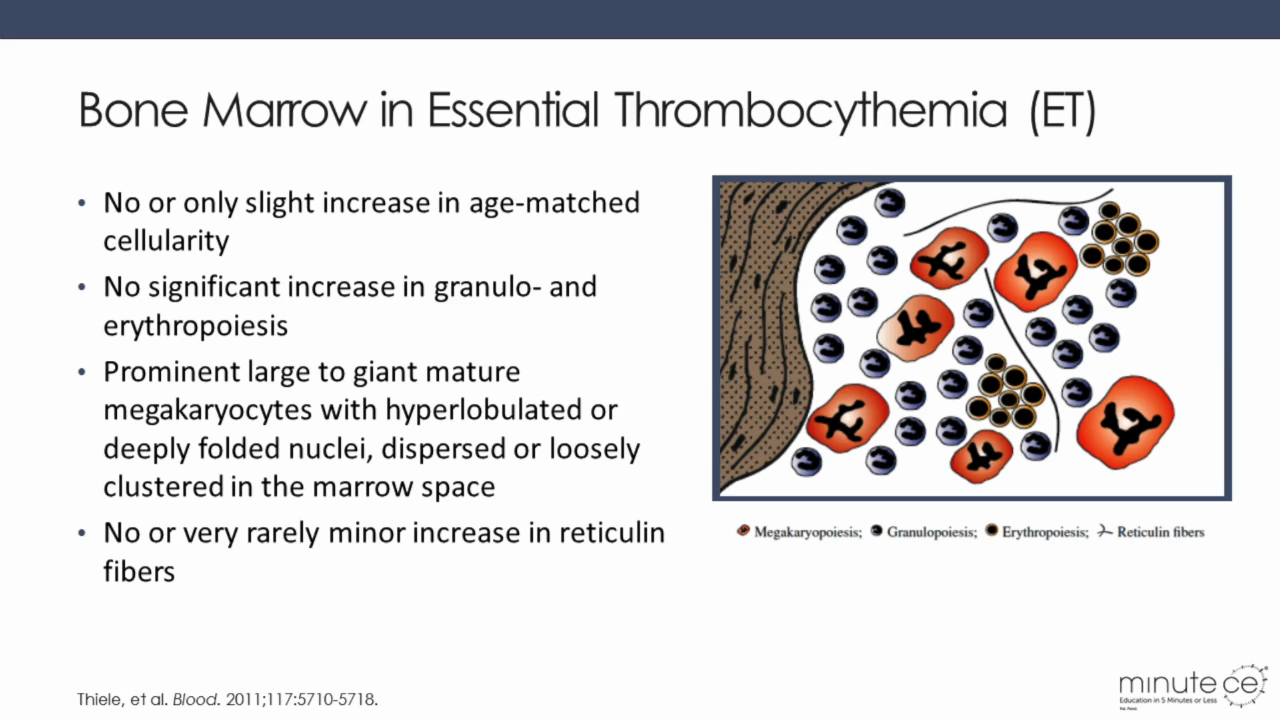 Bone Marrow in Essential Thrombocythemia (ET)
• No or only slight increase in age-matched
cellularity
• No significant increase in granulo- and
erythropoiesis
• Prominent large to giant mature
megakaryocytes with hyperlobulated or
deeply folded nuclei, dispersed or loosely
clustered in the marrow space
• No or very rarely minor increase in reticulin
fibers
Megakaryopoiesis; Granulopoiesis; Erythropoiesis; Reticulin fibers
Thiele, et al. Blood. 2011;117:5710-5718.
minute ce
Education in 5 Minutes or Less